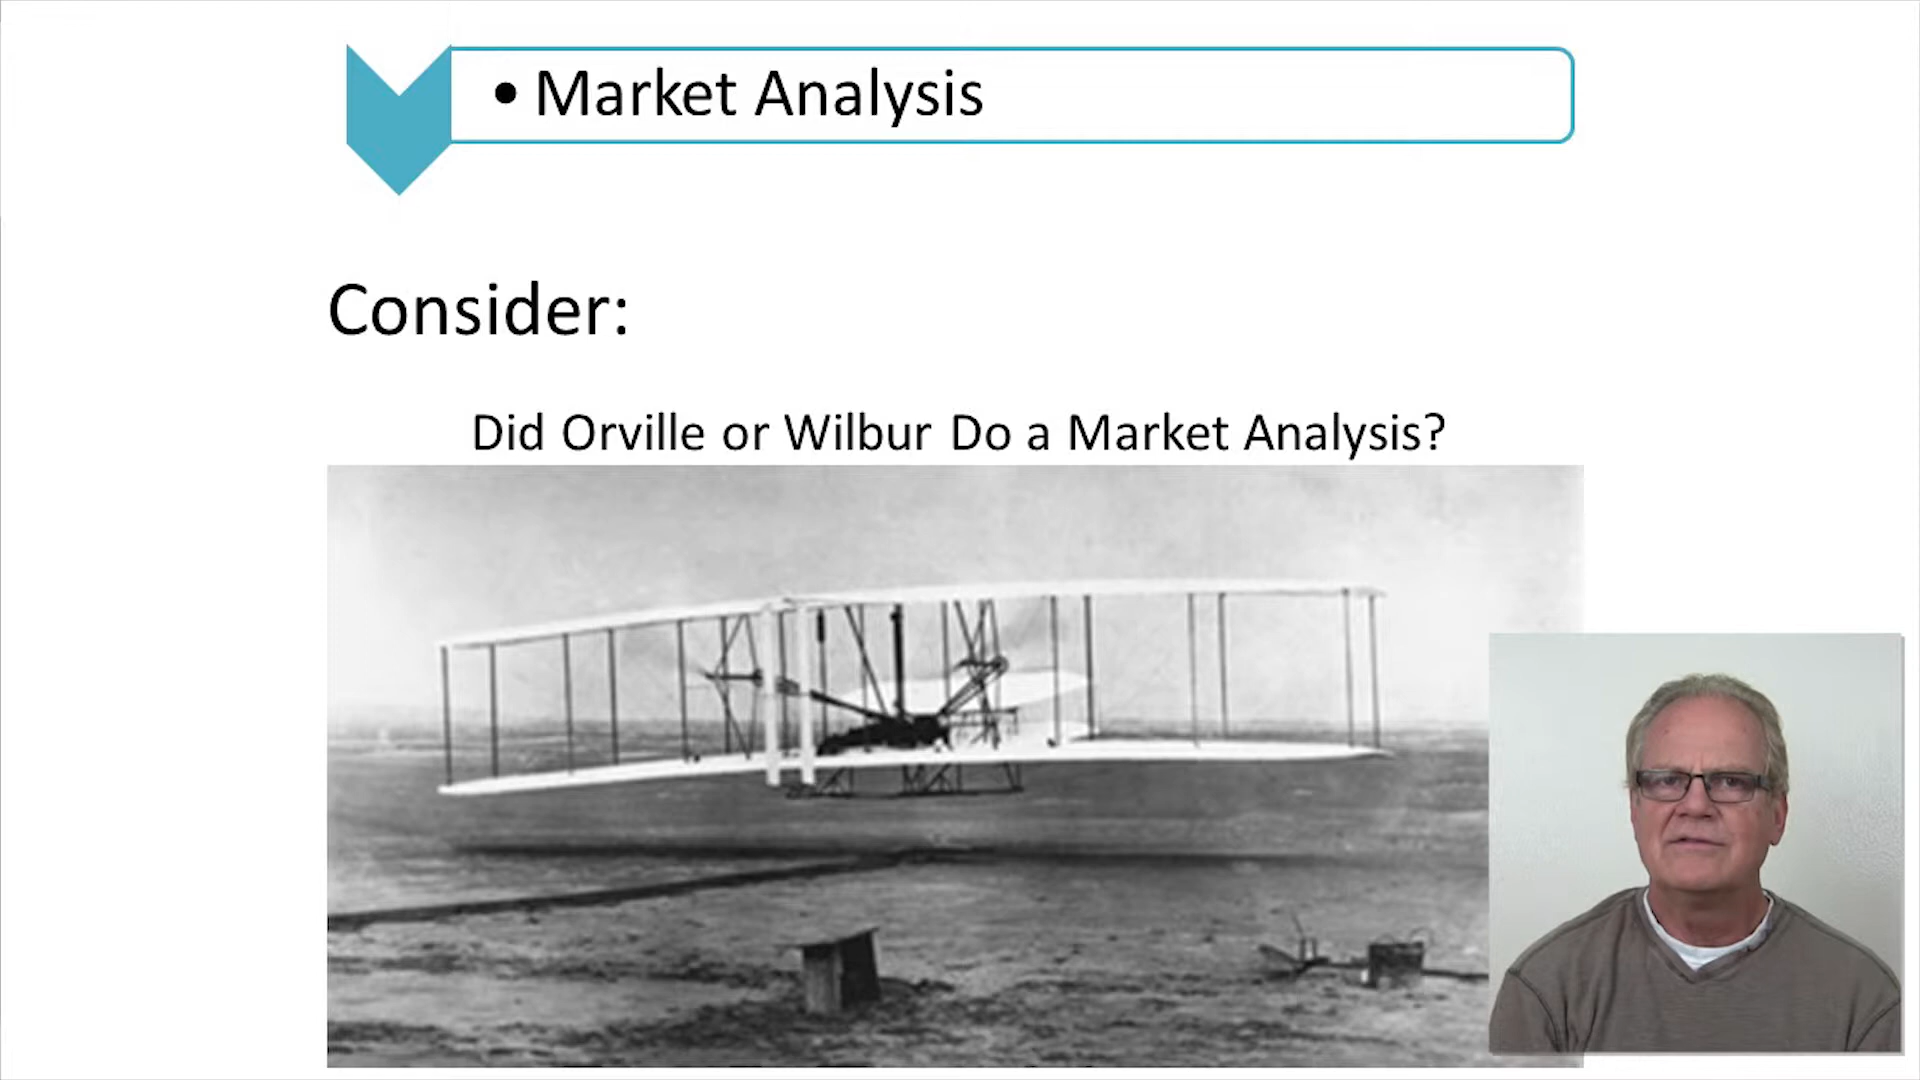 • Market Analysis
Consider:
Did Orville or Wilbur Do a Market Analysis?